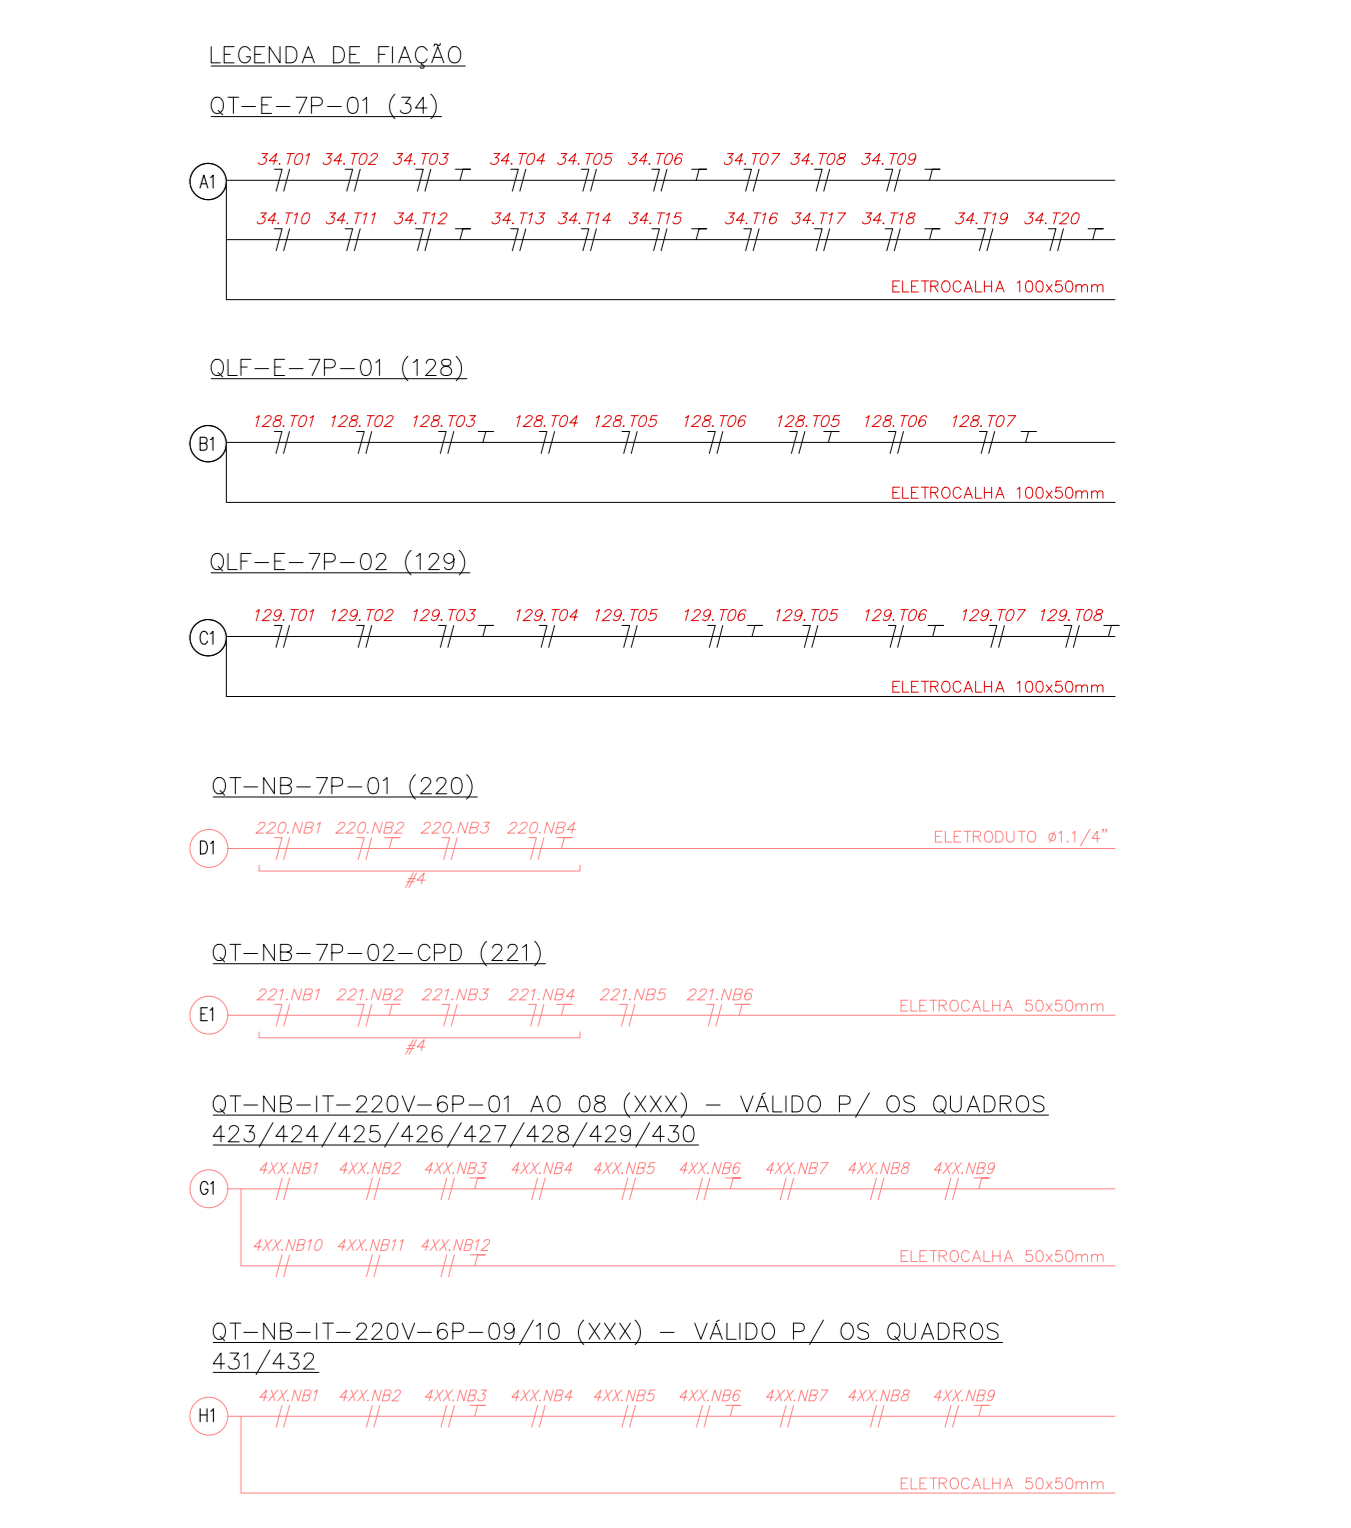 LEGENDA DE FIAÇÃO
QT-E-7P-01 (34)
34.T01 34.T02 34.T03 34.T04 34.T05 34.T06 34.T07 34.T08 34.T09
A1
34.T10 34.T11 34.T12 34.T13 34.T14 34.T15 34.T16 34.T17 34.T18 34.T19 34.T20
ELETROCALHA 100x50mm
QLF-E-7P-01 (128)
128.T01 128.T02 128.T03 128.T04 128.T05 128.T06 128.T05 128.T06 128.T07
B1
ELETROCALHA 100x50mm
QLF-E-7P-02 (129)
129.T01 129.T02 129.T03 129.T04 129.T05 129.T06 129.T05 129.T06 129.T07 129.T08
C1
ELETROCALHA 100x50mm
QT-NB-7P-01 (220)
220.NB1 220.NB2 220.NB3 220.NB4
ELETRODUTO ø1.1/4"
D1
#4
QT-NB-7P-02-CPD (221)
221.NB1 221.NB2 221.NB3 221.NB4 221.NB5 221.NB6
ELETROCALHA 50x50mm
E1
#4
QT-NB-IT-220V-6P-01 AO 08 (XXX) - VÁLIDO P/ OS QUADROS
423/424/425/426/427/428/429/430
4XX.NB1 4XX.NB2 4XX.NB3 4XX.NB4 4XX.NB5 4XX.NB6 4XX.NB7 4XX.NB8 4XX.NB9
G1
4XX.NB10 4XX.NB11 4XX.NB12
ELETROCALHA 50x50mm
QT-NB-IT-220V-6P-09/10 (XXX) - VÁLIDO P/ OS QUADROS
431/432
4XX.NB1 4XX.NB2 4XX.NB3 4XX.NB4 4XX.NB5 4XX.NB6 4XX.NB7 4XX.NB8 4XX.NB9
H1
ELETROCALHA 50x50mm